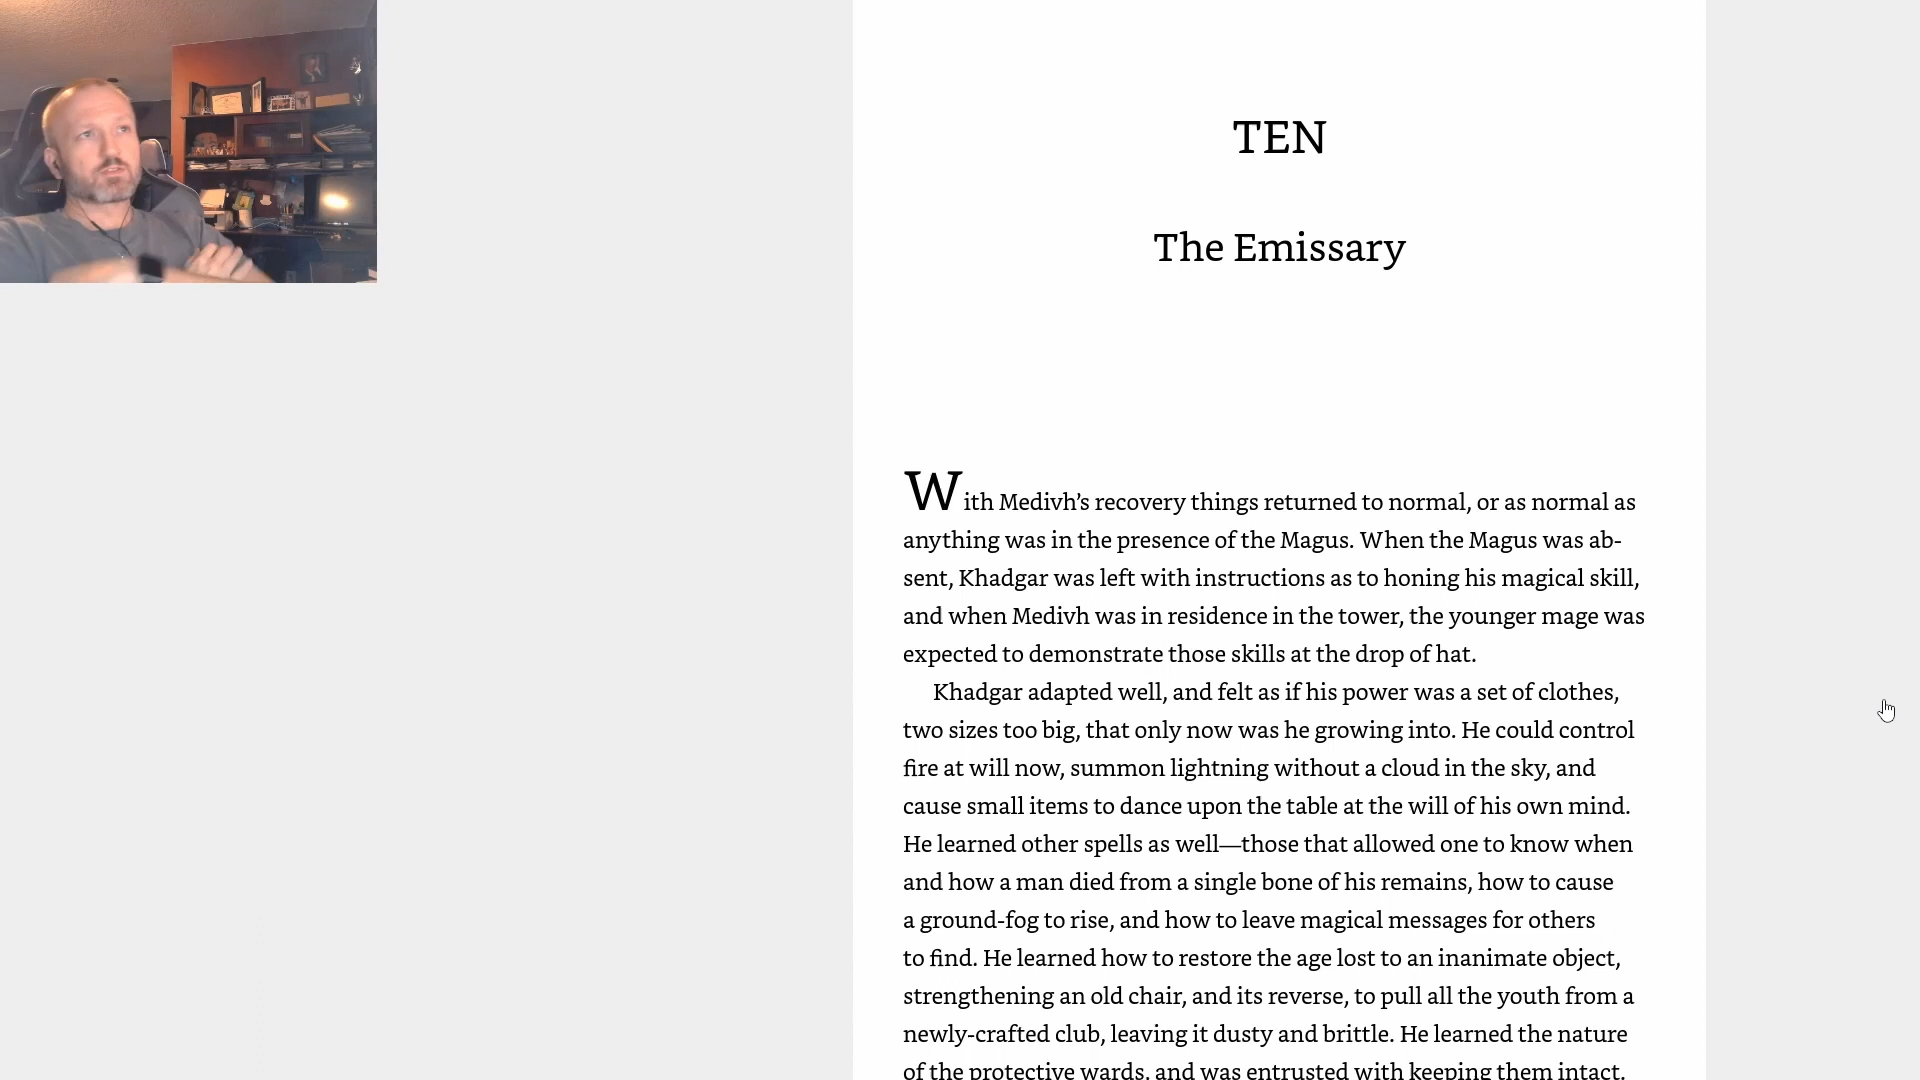 TEN
The Emissary
With Medivh’s recovery things returned to normal, or as normal as
anything was in the presence of the Magus. When the Magus was ab-
sent, Khadgar was left with instructions as to honing his magical skill,
and when Medivh was in residence in the tower, the younger mage was
expected to demonstrate those skills at the drop of hat.
Khadgar adapted well, and felt as if his power was a set of clothes,
two sizes too big, that only now was he growing into. He could control
fire at will now, summon lightning without a cloud in the sky, and
cause small items to dance upon the table at the will of his own mind.
He learned other spells as well—those that allowed one to know when
and how a man died from a single bone of his remains, how to cause
a ground-fog to rise, and how to leave magical messages for others
to find. He learned how to restore the age lost to an inanimate object,
strengthening an old chair, and its reverse, to pull all the youth from a
newly-crafted club, leaving it dusty and brittle. He learned the nature
of the protective wards, and was entrusted with keeping them intact.